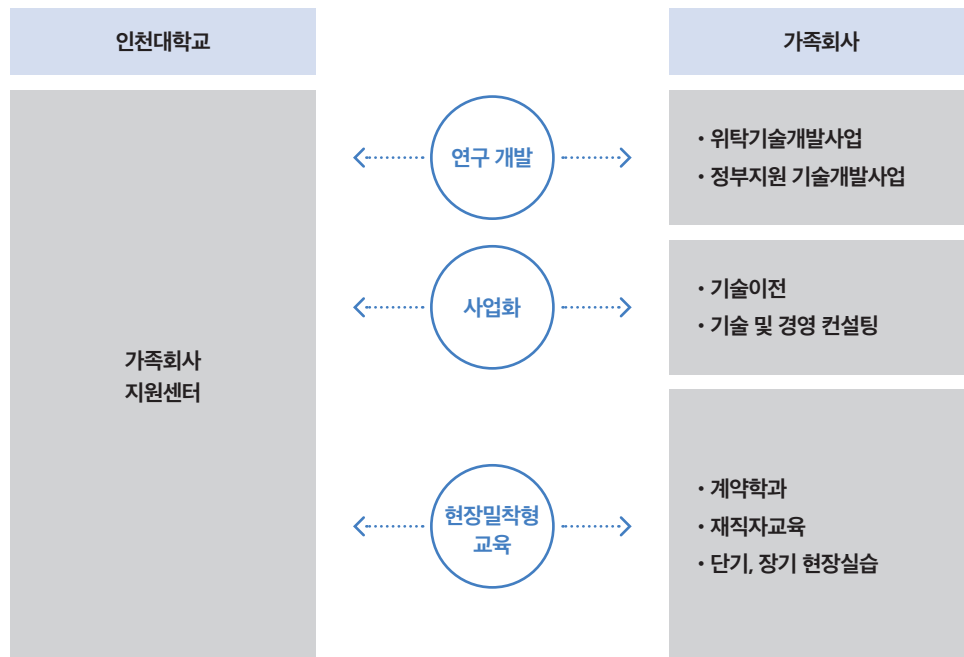 인천대학교
가족회사
가족회사
지원센터
연구 개발
• 위탁기술개발사업
• 정부지원 기술개발사업
사업화
• 기술이전
• 기술 및 경영 컨설팅
현장밀착형
교육
• 계약학과
• 재직자교육
• 단기, 장기 현장실습